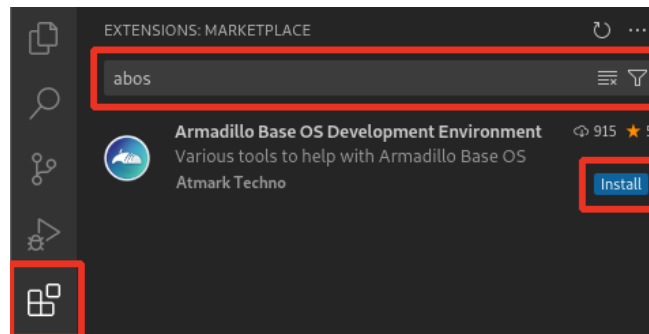 EXTENSIONS: MARKETPLACE
abos
Armadillo Base OS Development Environment 915 ★ 5
Various tools to help with Armadillo Base OS
Atmark Techno
Install